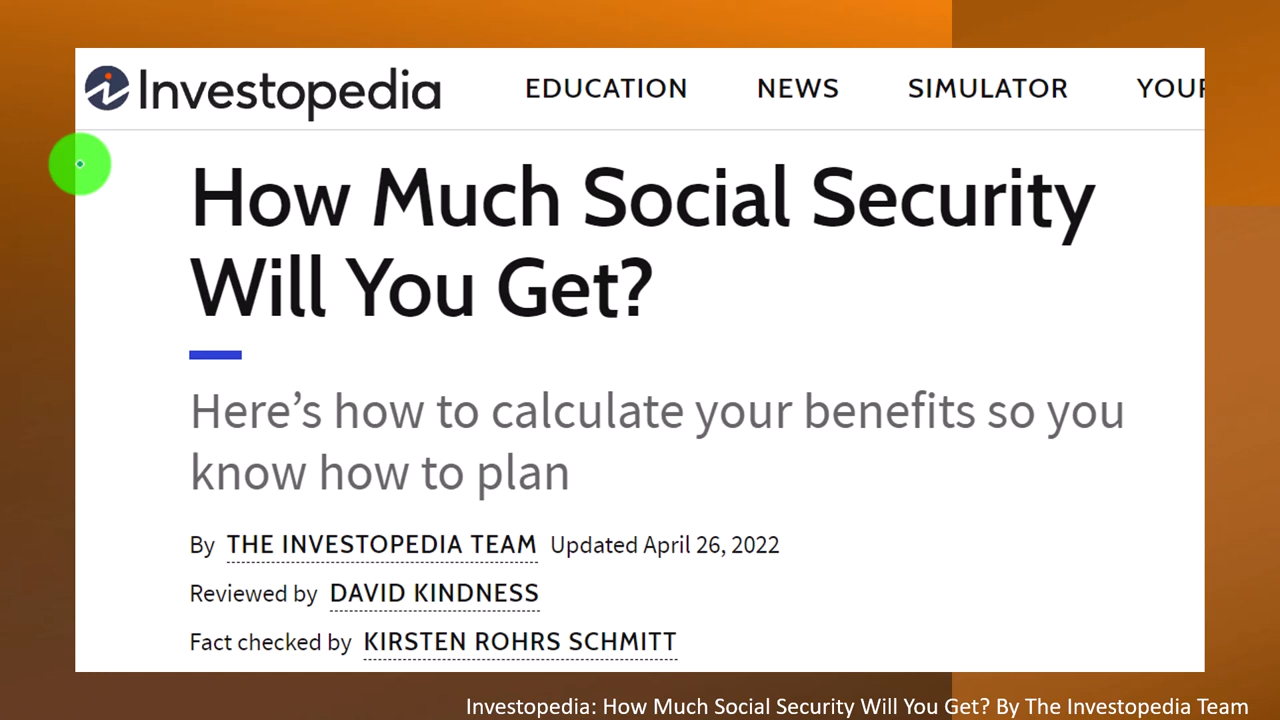 Investopedia EDUCATION NEWS SIMULATOR YOUR
How Much Social Security
Will You Get?
Here’s how to calculate your benefits so you
know how to plan
By THE INVESTOPEDIA TEAM Updated April 26, 2022
Reviewed by DAVID KINDNESS
Fact checked by KIRSTEN ROHRS SCHMITT
Investopedia: How Much Social Security Will You Get? By The Investopedia Team